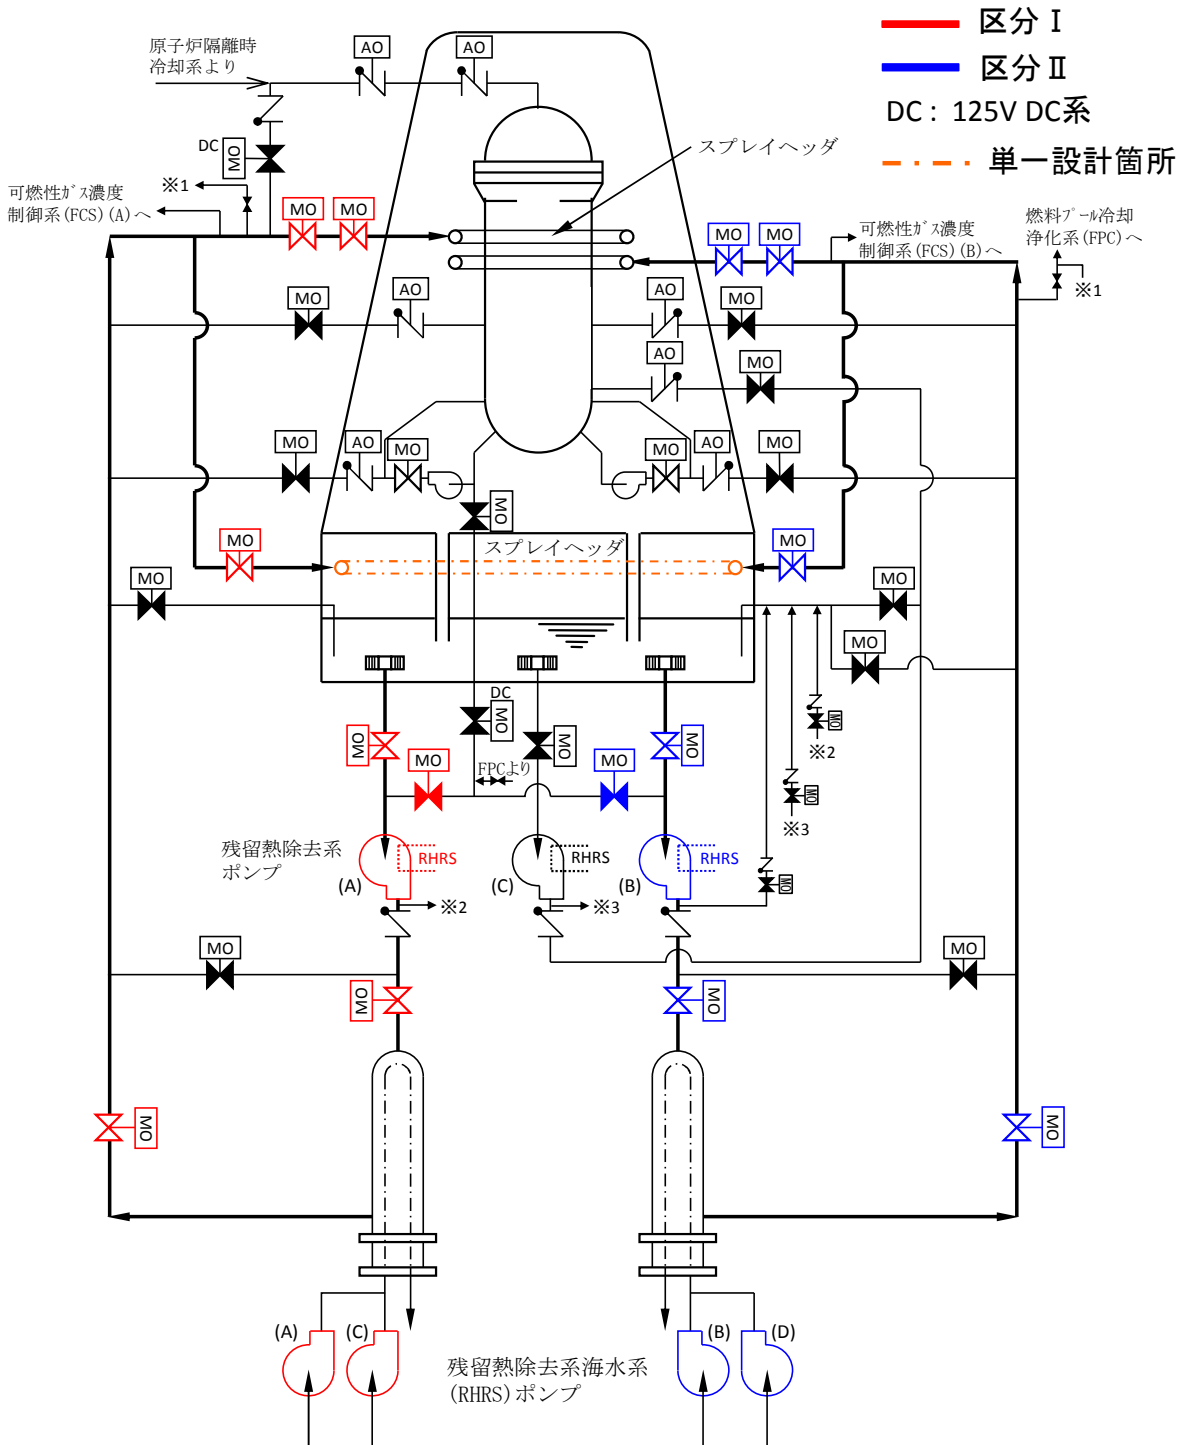 区分Ⅰ
区分Ⅱ
DC： 125V DC系
単一設計箇所
原子炉隔離時
冷却系より
AO
AO
スプレイヘッダ
DC
MO
※1
可燃性ガス濃度
制御系(FCS)(A)へ
MO
MO
MO
MO
可燃性ガス濃度
制御系(FCS)(B)へ
燃料プール冷却
浄化系(FPC)へ
※1
MO
AO
AO
MO
AO
MO
MO
AO
MO
MO
AO
MO
MO
スプレイヘッダ
MO
MO
MO
MO
MO
DC
MO
MO
MO
MO
MO
※2
MO
※3
FPCより
MO
MO
残留熱除去系
ポンプ
(A)
RHRS
(C)
RHRS
(B)
RHRS
MO
※2
※3
MO
MO
MO
MO
MO
MO
(A)
(C)
(B)
(D)
残留熱除去系海水系
(RHRS)ポンプ